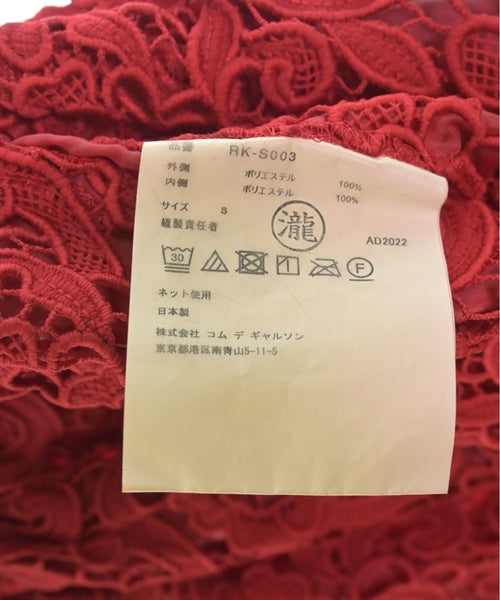 品番 RK-S003
外側 ポリエステル 100%
内側 ポリエステル 100%
サイズ S
縫製責任者 瀧 AD2022
30 1 F
ネット使用
日本製
株式会社 コム デ ギャルソン
東京都港区南青山5-11-5